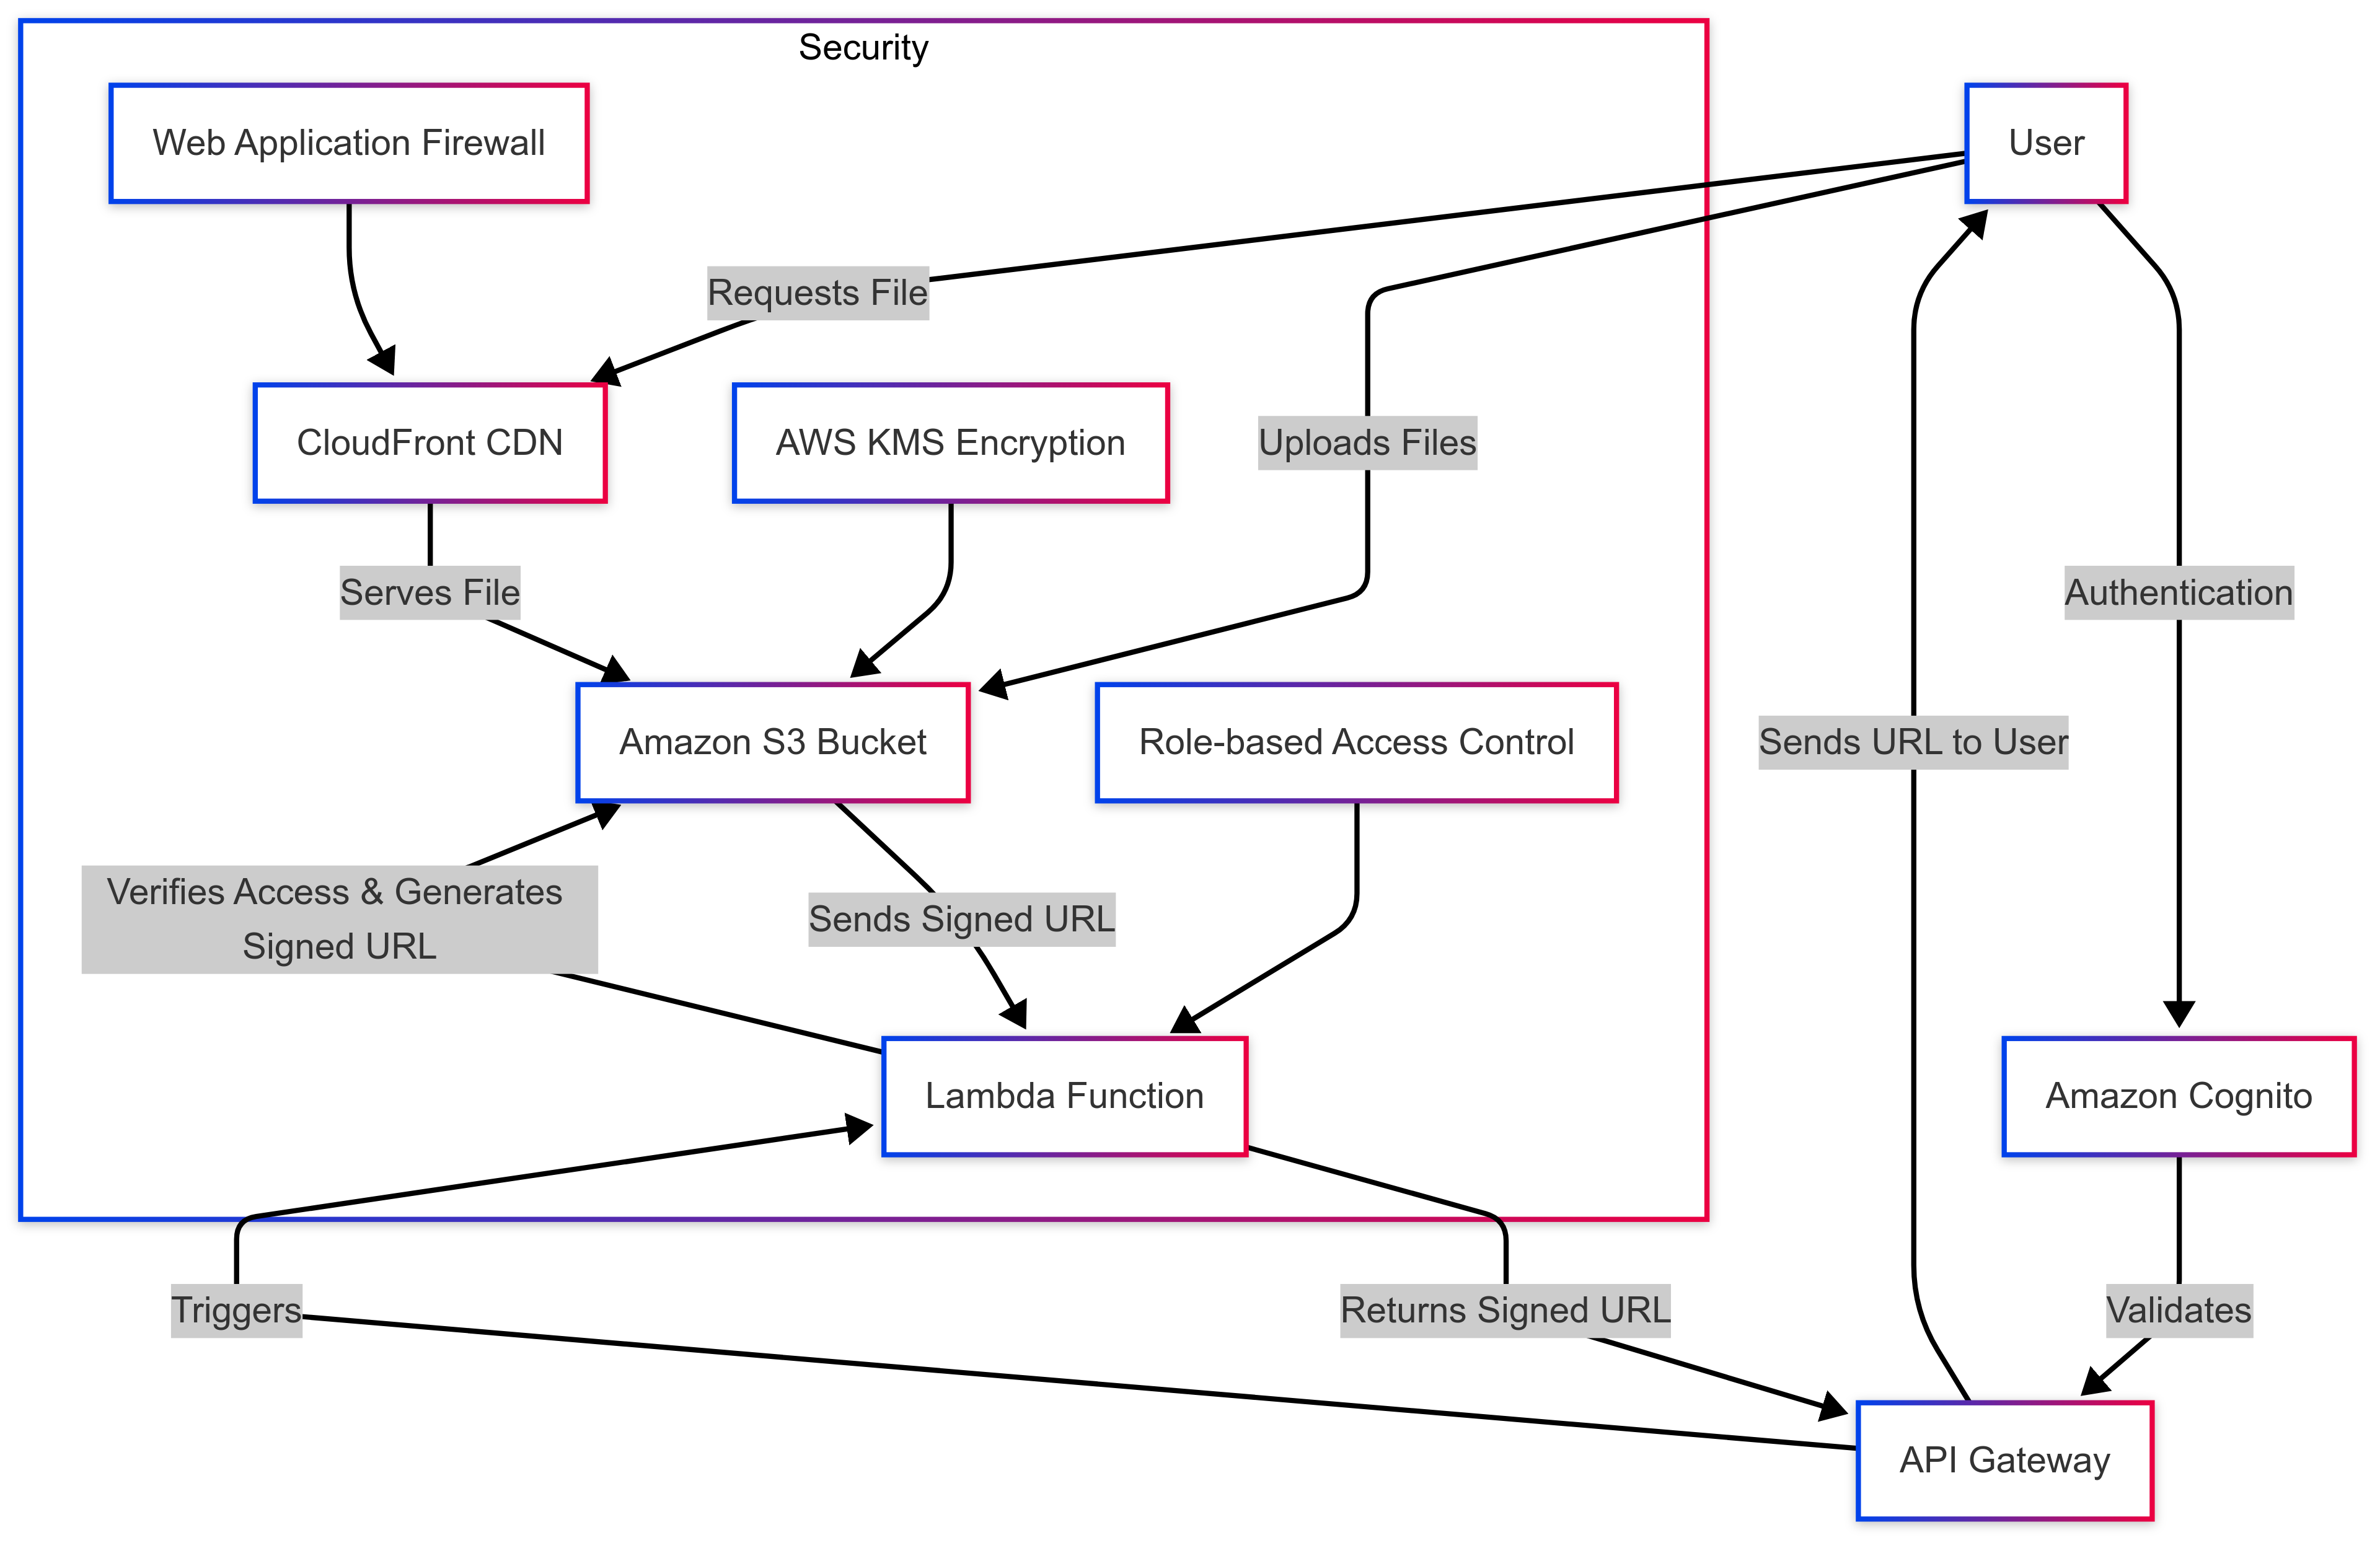 Security
Web Application Firewall
User
Requests File
CloudFront CDN
AWS KMS Encryption
Uploads Files
Serves File
Authentication
Amazon S3 Bucket
Role-based Access Control
Sends URL to User
Verifies Access & Generates
Signed URL
Sends Signed URL
Lambda Function
Amazon Cognito
Triggers
Returns Signed URL
Validates
API Gateway